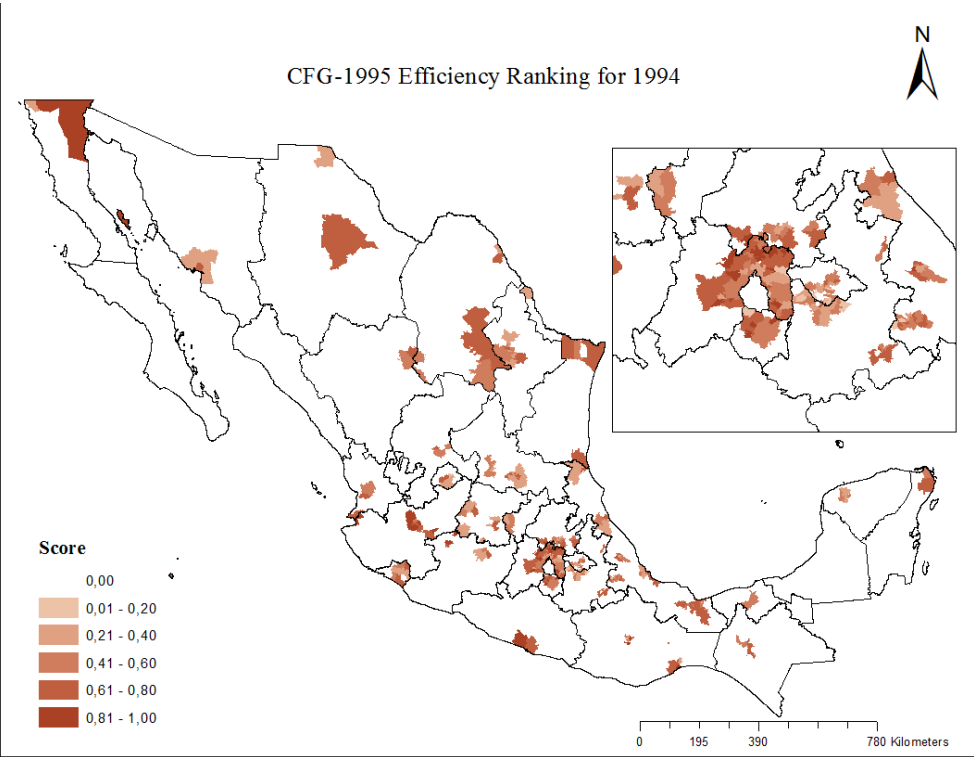 N
CFG-1995 Efficiency Ranking for 1994
Score
0,00
0,01 - 0,20
0,21 - 0,40
0,41 - 0,60
0,61 - 0,80
0,81 - 1,00
0 195 390 780 Kilometers